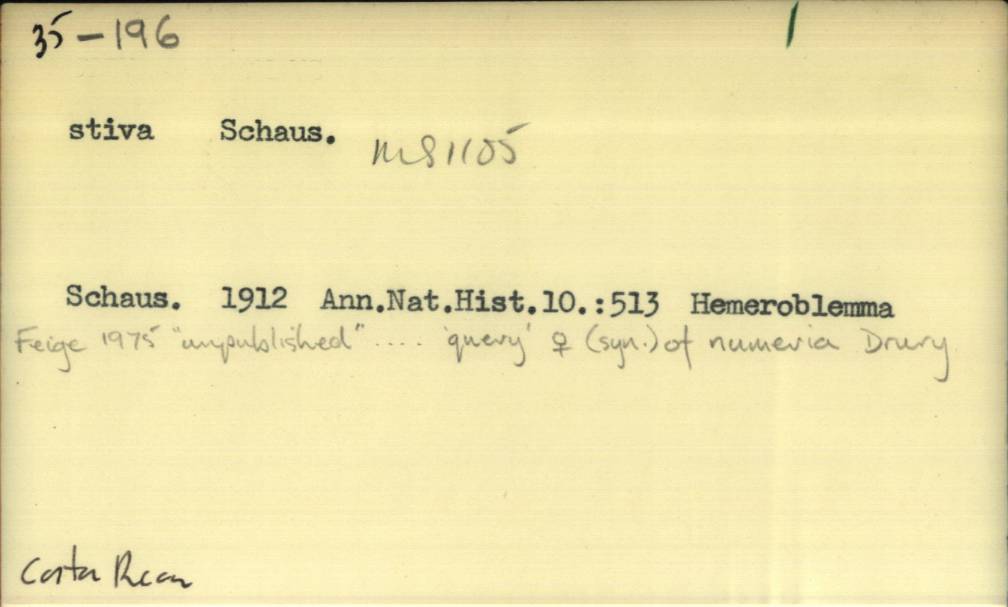 35-196
stiva Schaus. MS1105
Schaus. 1912 Ann.Nat.Hist.10.:513 Hemeroblemma
Feige 1975 "unpublished" .... 'query' ♀ (syn.) of numeria Drury
Costa Rica